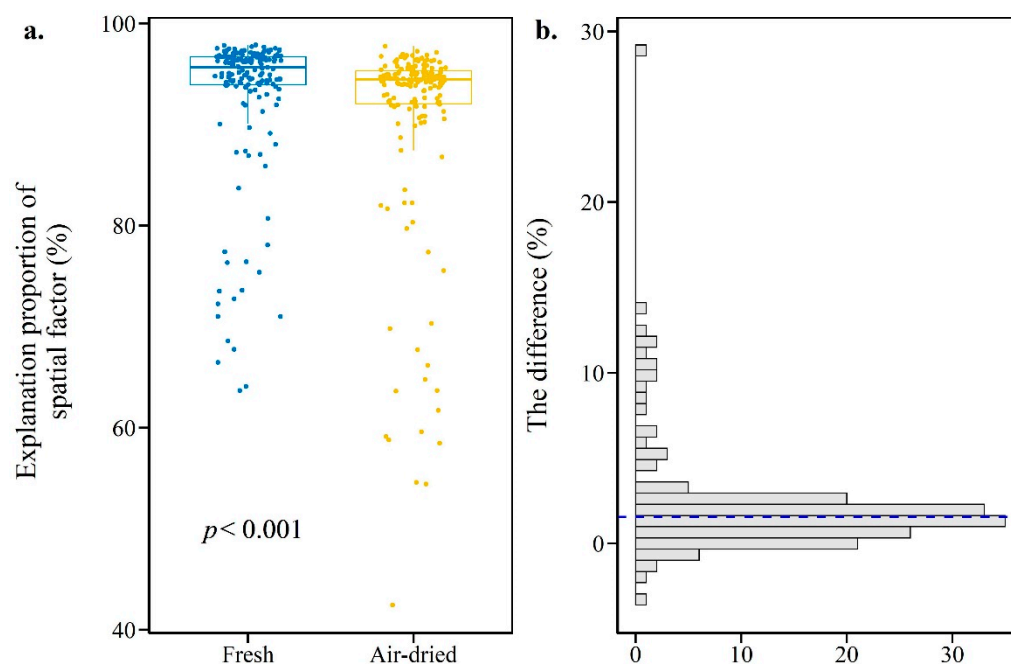 a.
100
80
60
40
Explanation proportion of
spatial factor (%)
p < 0.001
Fresh
Air-dried
b.
30
20
10
0
The difference (%)
0
10
20
30